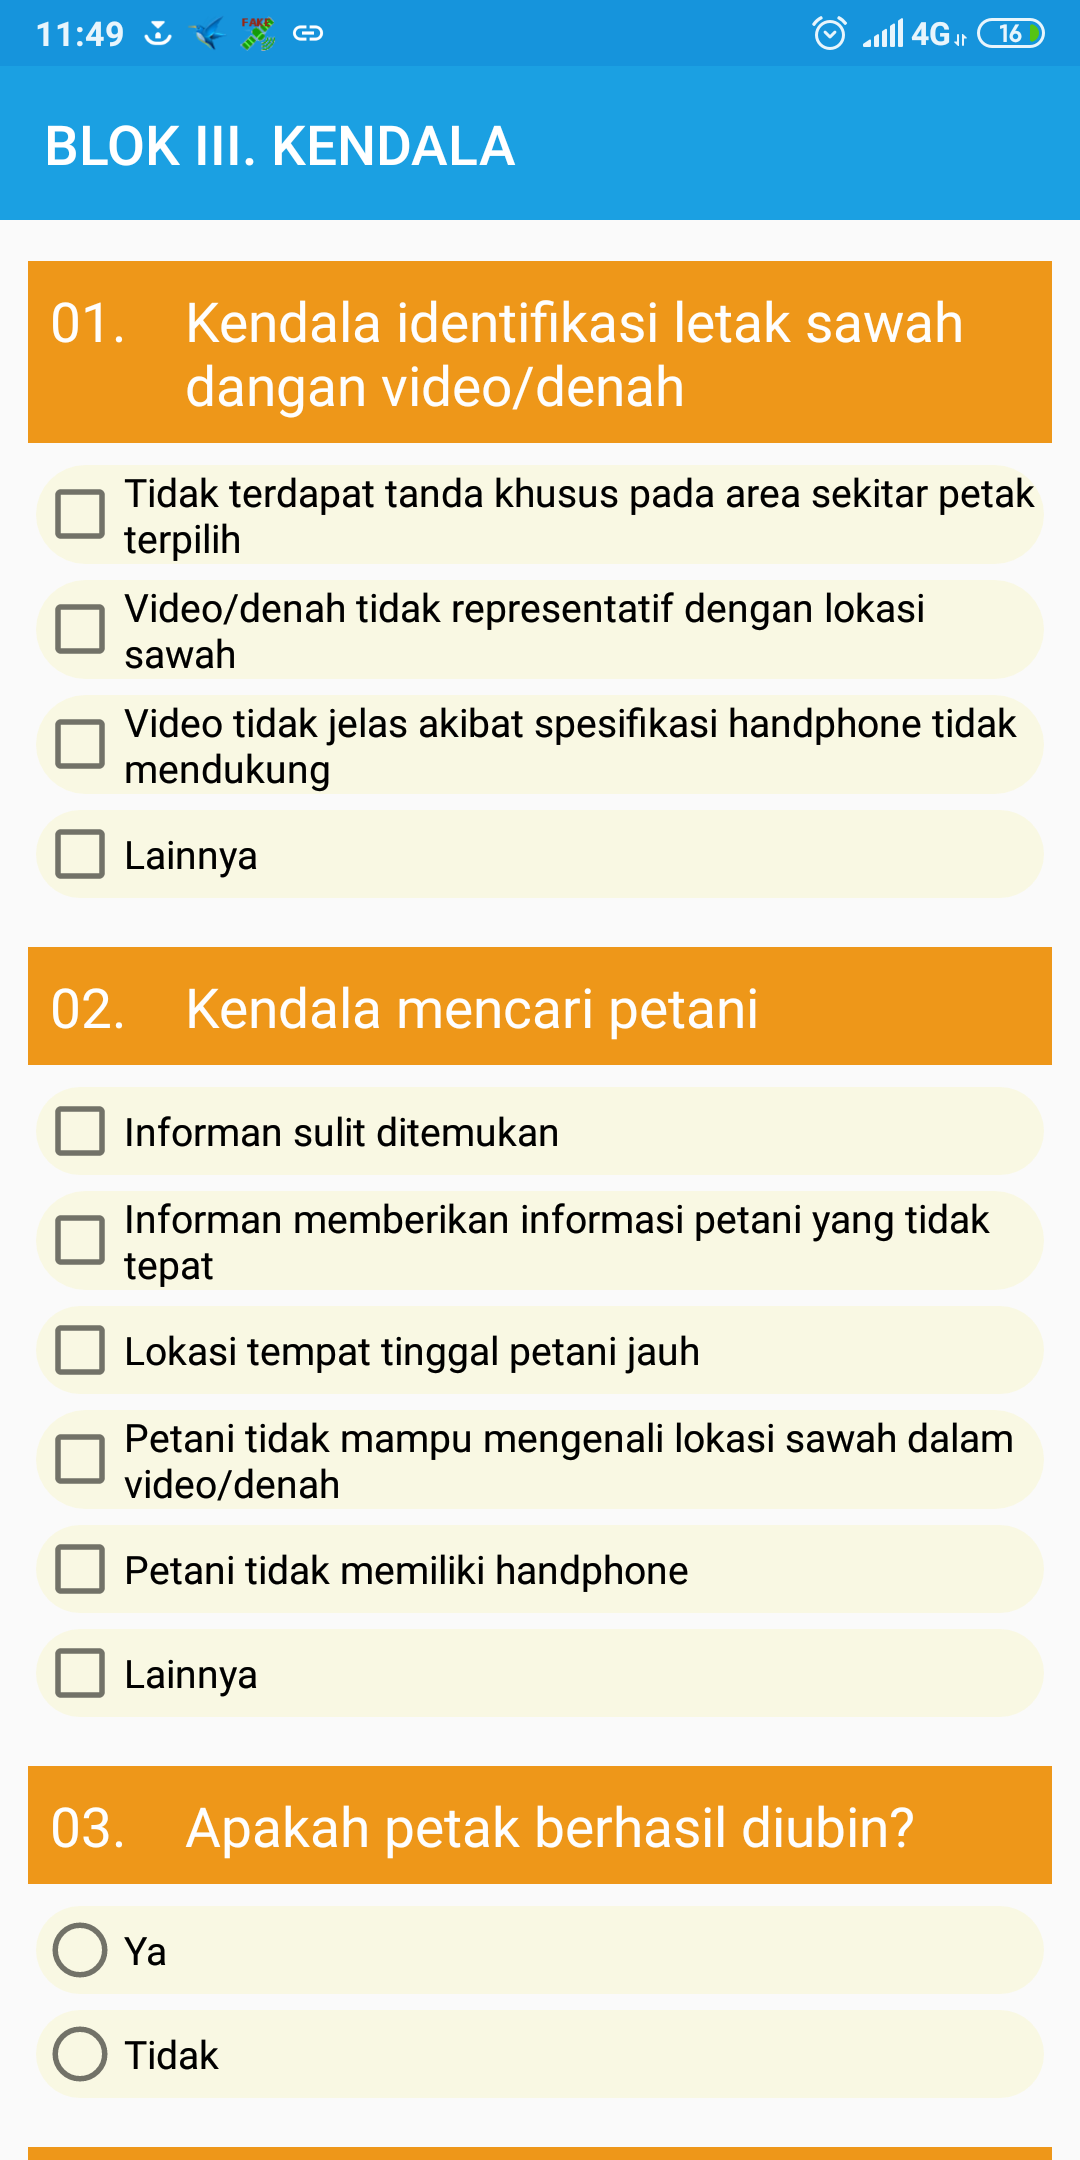 11:49
FAKE
4G
16
BLOK III. KENDALA
01. Kendala identifikasi letak sawah
dangan video/denah
Tidak terdapat tanda khusus pada area sekitar petak
terpilih
Video/denah tidak representatif dengan lokasi
sawah
Video tidak jelas akibat spesifikasi handphone tidak
mendukung
Lainnya
02. Kendala mencari petani
Informan sulit ditemukan
Informan memberikan informasi petani yang tidak
tepat
Lokasi tempat tinggal petani jauh
Petani tidak mampu mengenali lokasi sawah dalam
video/denah
Petani tidak memiliki handphone
Lainnya
03. Apakah petak berhasil diubin?
Ya
Tidak